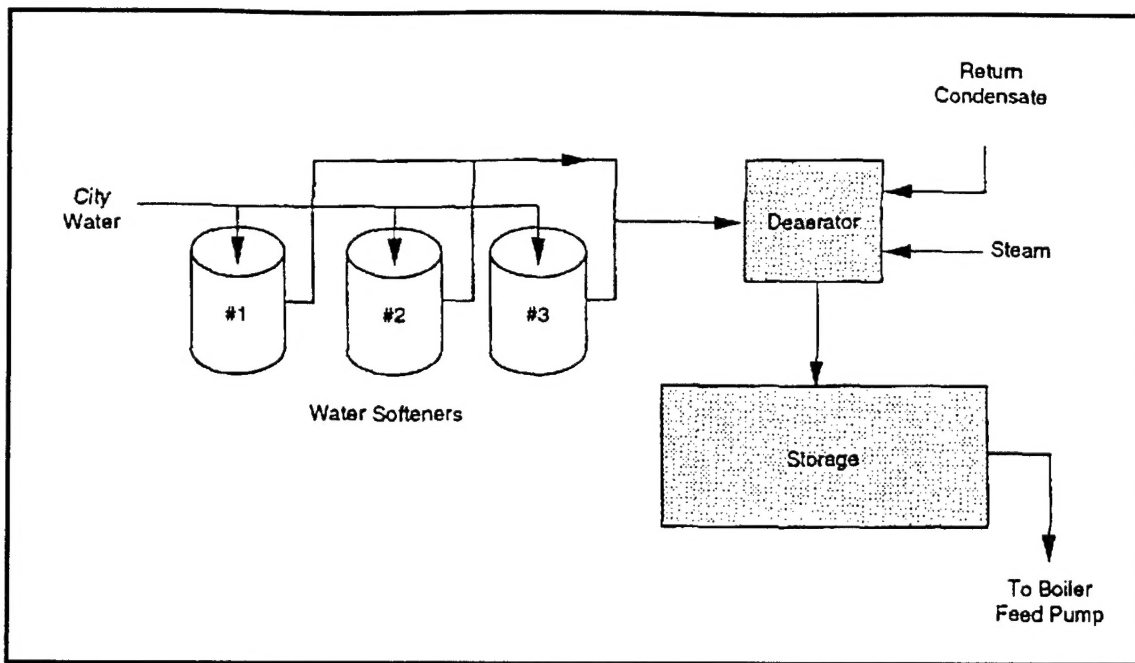 Return
Condensate
City
Water
Deaerator
Steam
#1
#2
#3
Water Softeners
Storage
To Boiler
Feed Pump